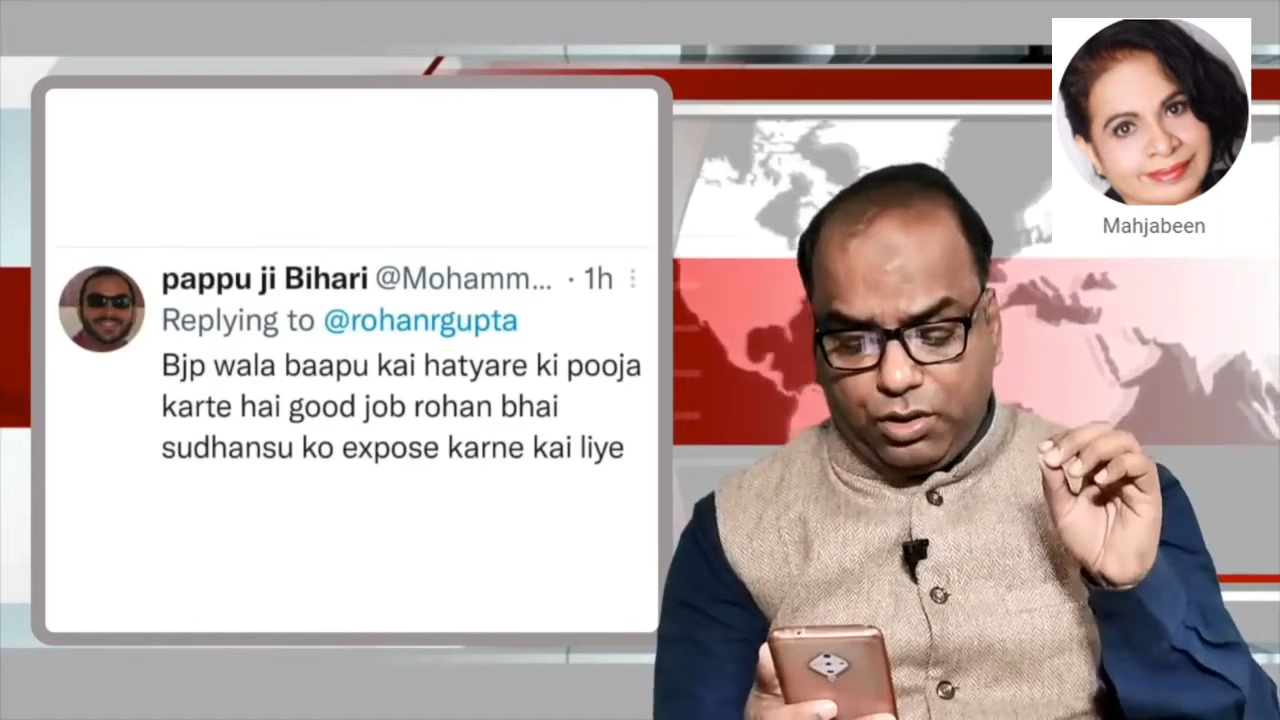 pappu ji Bihari @Mohamm... · 1h
Replying to @rohanrgupta
Bjp wala baapu kai hatyare ki pooja
karte hai good job rohan bhai
sudhansu ko expose karne kai liye
Mahjabeen